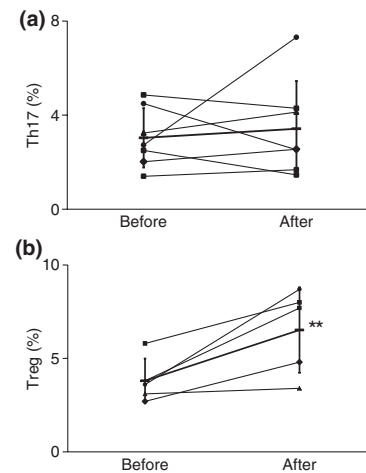 (a)
8
4
0
Th17 (%)
Before
After
(b)
10
5
0
Treg (%)
**
Before
After